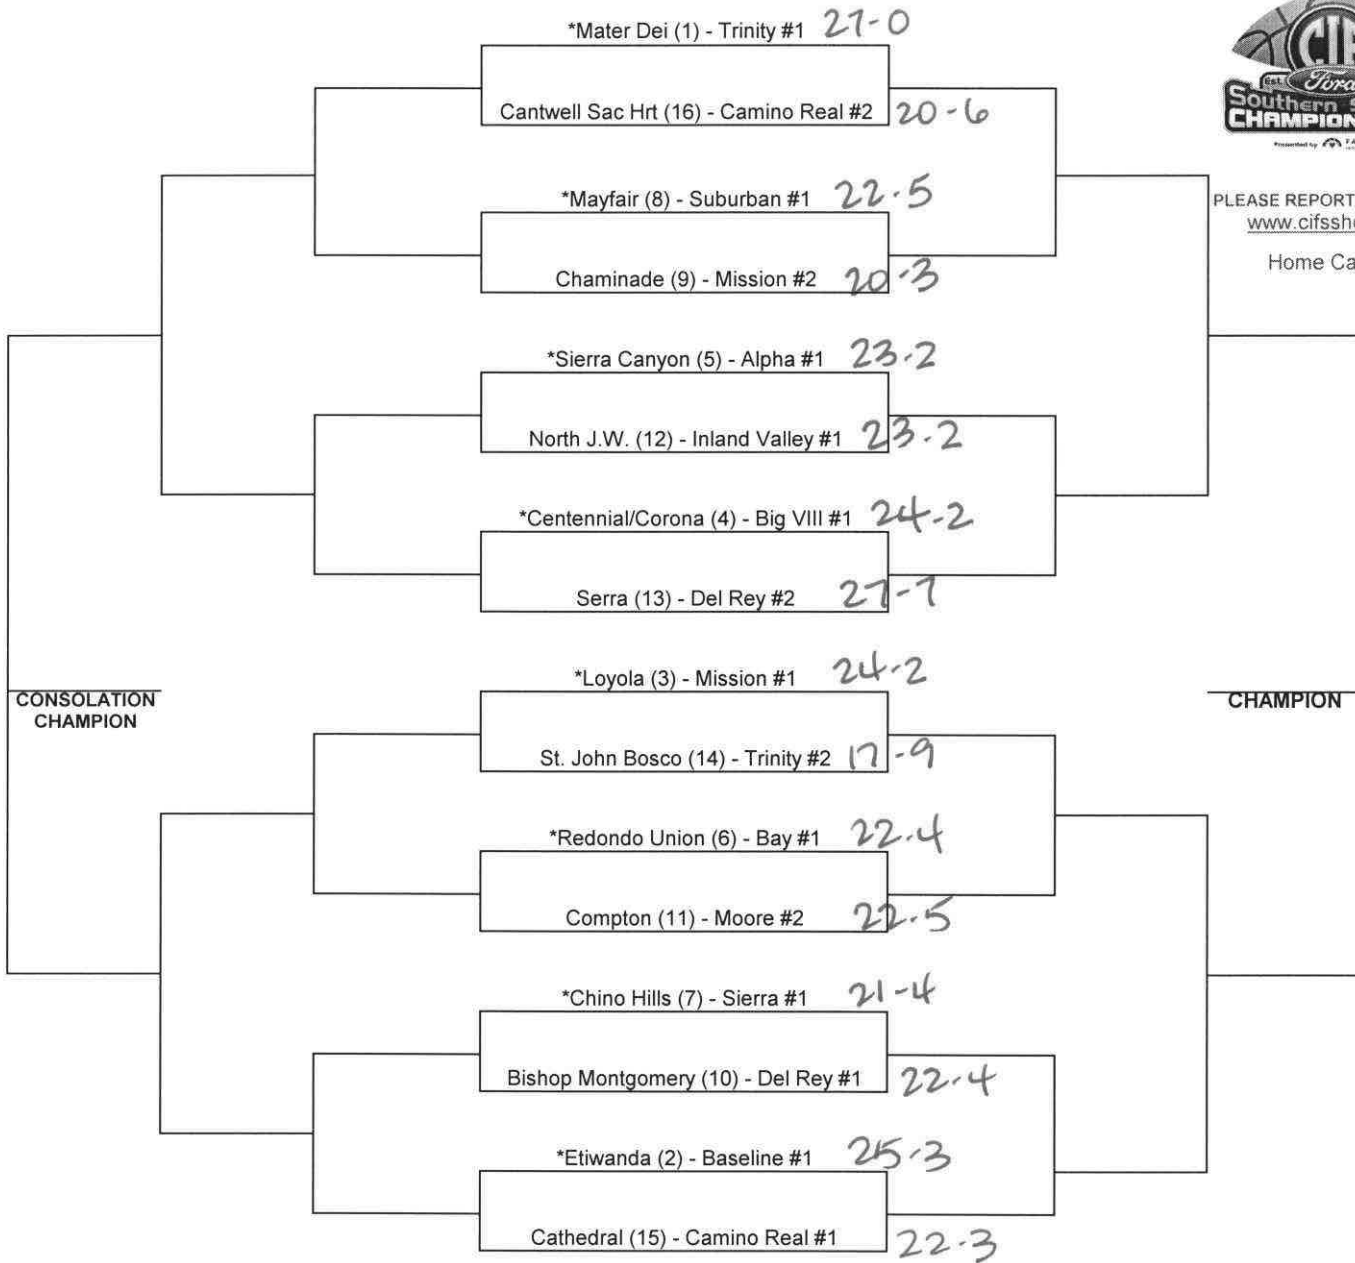 *Mater Dei (1) - Trinity #1 27-0
Cantwell Sac Hrt (16) - Camino Real #2 20-6
*Mayfair (8) - Suburban #1 22-5
Chaminade (9) - Mission #2 20-3
*Sierra Canyon (5) - Alpha #1 23-2
North J.W. (12) - Inland Valley #1 23-2
*Centennial/Corona (4) - Big VIII #1 24-2
Serra (13) - Del Rey #2 27-7
*Loyola (3) - Mission #1 24-2
St. John Bosco (14) - Trinity #2 17-9
*Redondo Union (6) - Bay #1 22-4
Compton (11) - Moore #2 22-5
*Chino Hills (7) - Sierra #1 21-4
Bishop Montgomery (10) - Del Rey #1 22-4
*Etiwanda (2) - Baseline #1 25-3
Cathedral (15) - Camino Real #1 22-3
CONSOLATION
CHAMPION
CHAMPION
Est.
Ford
Southern
CHAMPION
Presented by
PLEASE REPORT
www.cifssh
Home Ca